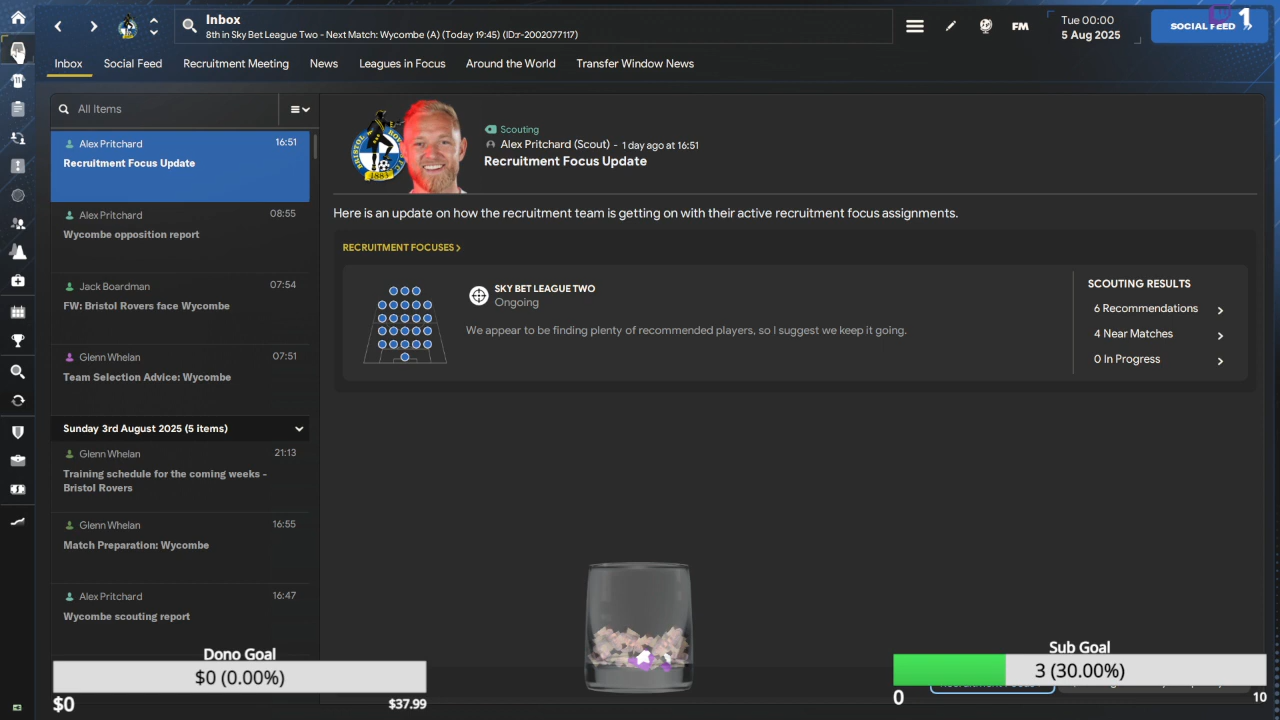 Inbox
8th in Sky Bet League Two - Next Match: Wycombe (A) (Today 19:45) (ID:r-2002077117)
FM
Tue 00:00
5 Aug 2025
SOCIAL FEED
1
Inbox
Social Feed
Recruitment Meeting
News
Leagues in Focus
Around the World
Transfer Window News
All Items
Alex Pritchard 16:51
Recruitment Focus Update
Alex Pritchard 08:55
Wycombe opposition report
Jack Boardman 07:54
FW: Bristol Rovers face Wycombe
Glenn Whelan 07:51
Team Selection Advice: Wycombe
Sunday 3rd August 2025 (5 items)
Glenn Whelan 21:13
Training schedule for the coming weeks -
Bristol Rovers
Glenn Whelan 16:55
Match Preparation: Wycombe
Alex Pritchard 16:47
Wycombe scouting report
1883
Scouting
Alex Pritchard (Scout) - 1 day ago at 16:51
Recruitment Focus Update
Here is an update on how the recruitment team is getting on with their active recruitment focus assignments.
RECRUITMENT FOCUSES >
SKY BET LEAGUE TWO
Ongoing
We appear to be finding plenty of recommended players, so I suggest we keep it going.
SCOUTING RESULTS
6 Recommendations
4 Near Matches
0 In Progress
Dono Goal
$0 (0.00%)
$0
$37.99
Sub Goal
3 (30.00%)
0
10